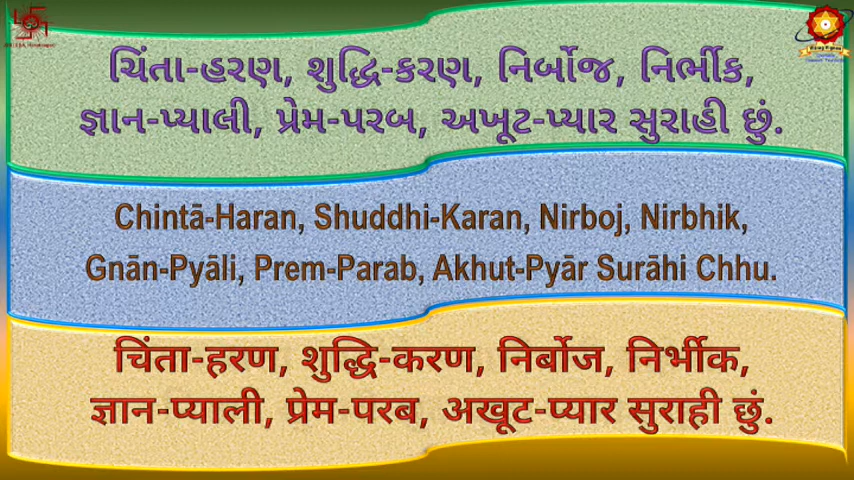 ચિંતા-હરણ, શુદ્ધિ-કરણ, નિર્બોજ, નિર્ભીક,
જ્ઞાન-પ્યાલી, પ્રેમ-પરબ, અખૂટ-પ્યાર સુરાહી છું.
Chintā-Haran, Shuddhi-Karan, Nirboj, Nirbhik,
Gnān-Pyāli, Prem-Parab, Akhut-Pyār Surāhi Chhu.
चिंता-हरण, शुद्धि-करण, निर्बोज, निर्भीक,
ज्ञान-प्याली, प्रेम-परब, अखूट-प्यार सुराही छुं.